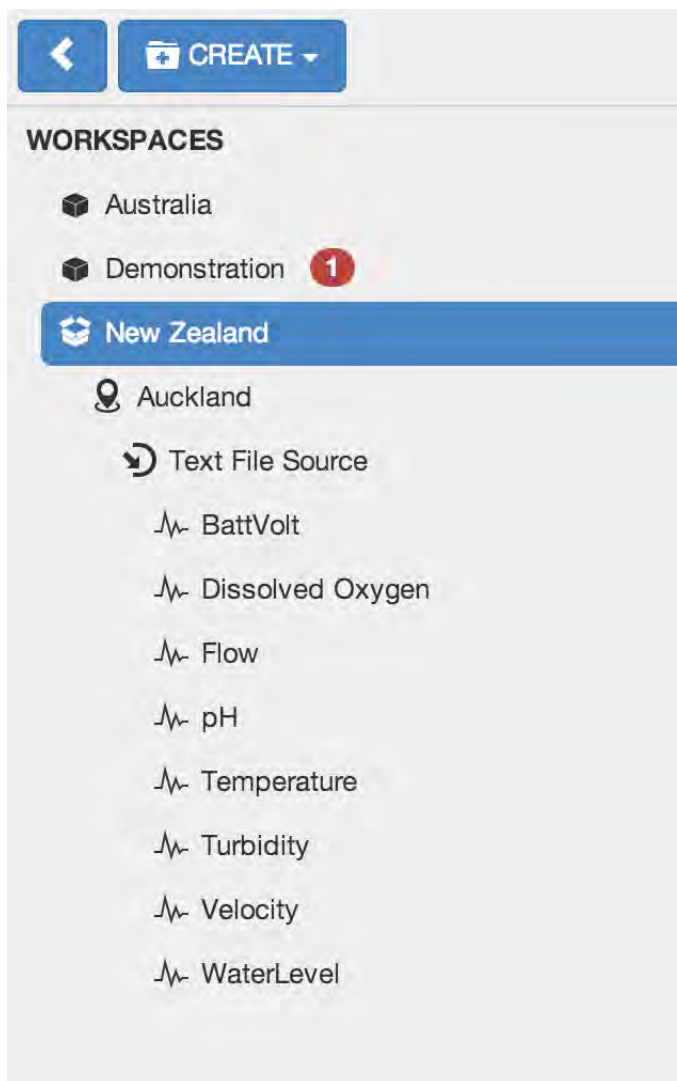 CREATE
WORKSPACES
Australia
Demonstration 1
New Zealand
Auckland
Text File Source
BattVolt
Dissolved Oxygen
Flow
pH
Temperature
Turbidity
Velocity
WaterLevel